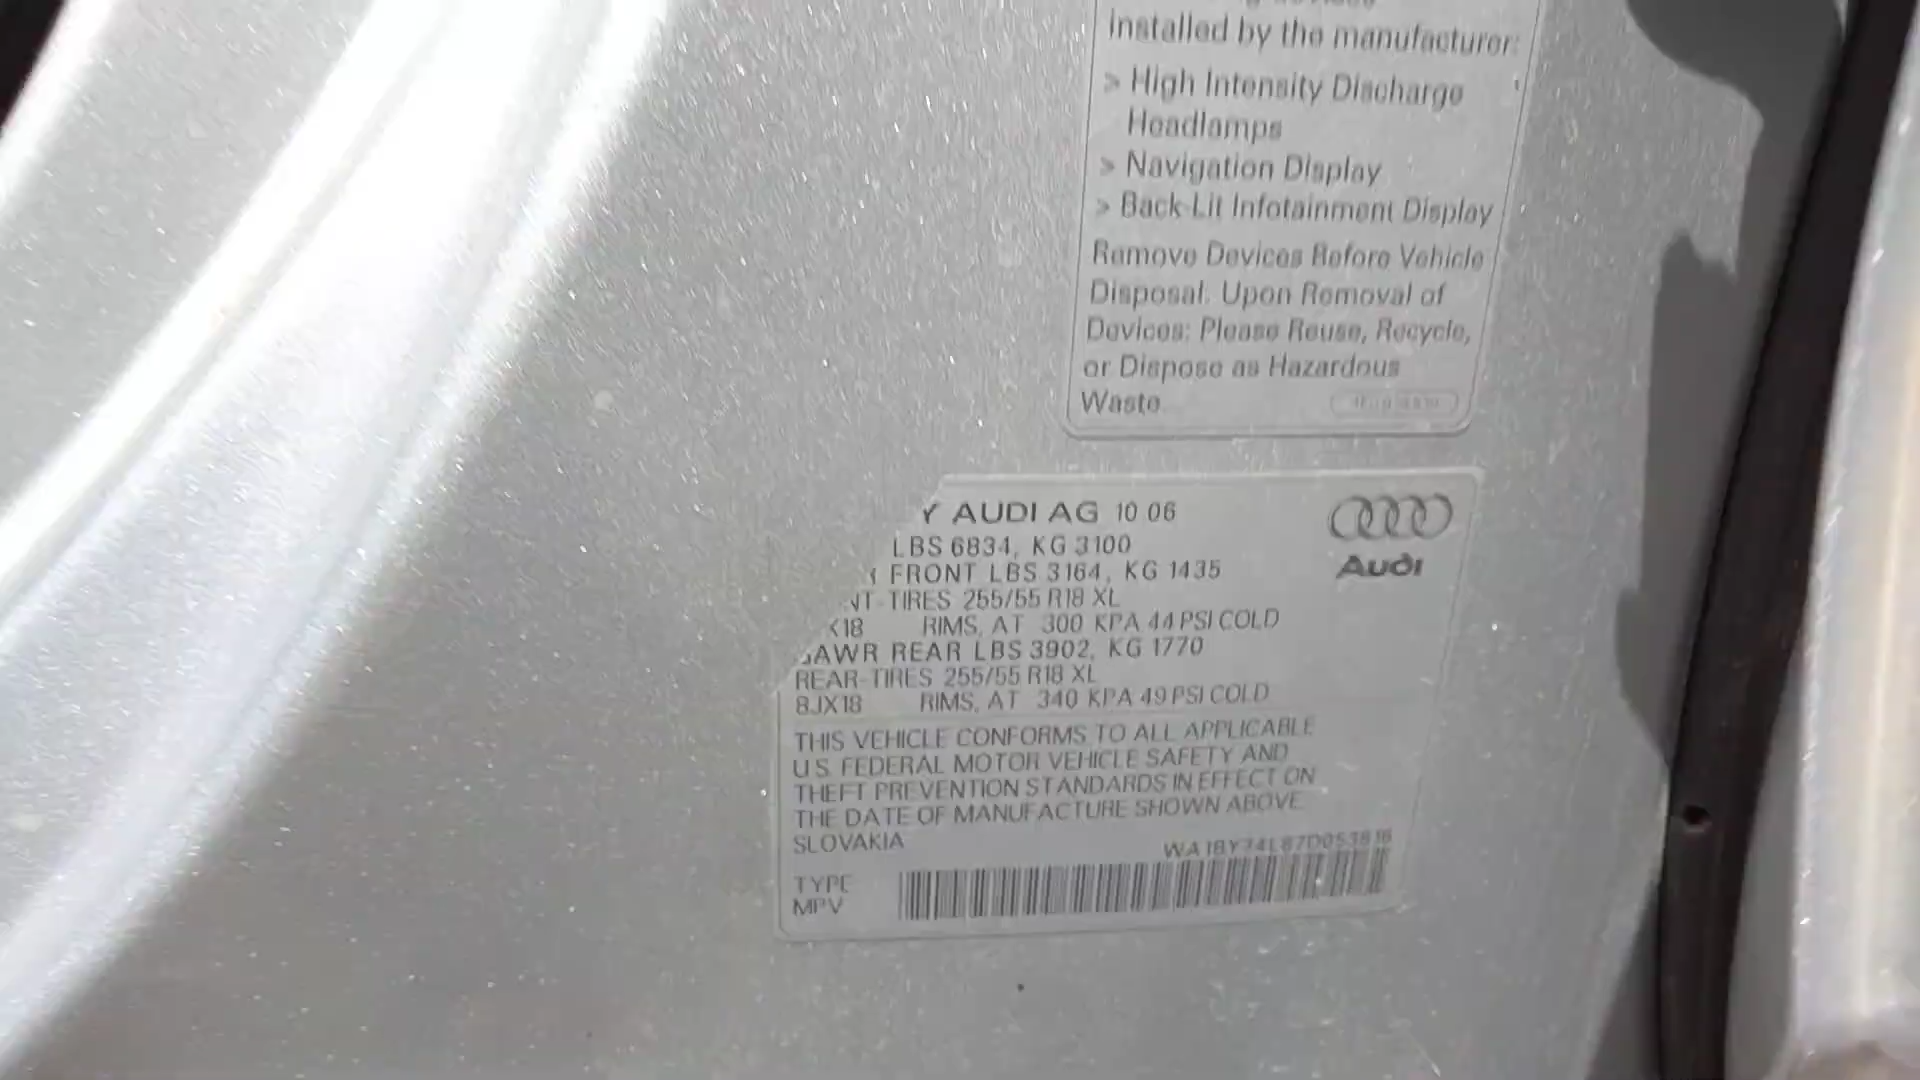 installed by the manufacturer:
> High Intensity Discharge
Headlamps
> Navigation Display
> Back-Lit Infotainment Display
Remove Devices Before Vehicle
Disposal. Upon Removal of
Devices: Please Reuse, Recycle,
or Dispose as Hazardous
Waste.
Y AUDI AG 10 06
Audi
LBS 6834, KG 3100
FRONT LBS 3164, KG 1435
NT-TIRES 255/55 R18 XL
X18 RIMS, AT 300 KPA 44 PSI COLD
GAWR REAR LBS 3902, KG 1770
REAR-TIRES 255/55 R18 XL
8JX18 RIMS, AT 340 KPA 49 PSI COLD
THIS VEHICLE CONFORMS TO ALL APPLICABLE
U.S. FEDERAL MOTOR VEHICLE SAFETY AND
THEFT PREVENTION STANDARDS IN EFFECT ON
THE DATE OF MANUFACTURE SHOWN ABOVE
SLOVAKIA
TYPE
MPV